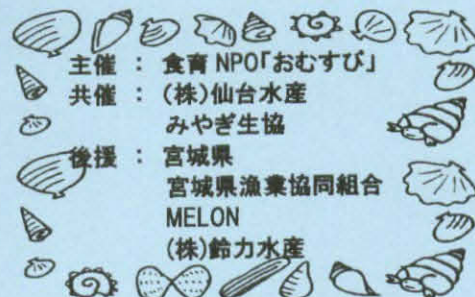 主催 ： 食育 NPO「おむすび」
共催 ： (株)仙台水産
みやぎ生協
後援 ： 宮城県
宮城県漁業協同組合
MELON
(株)鈴力水産